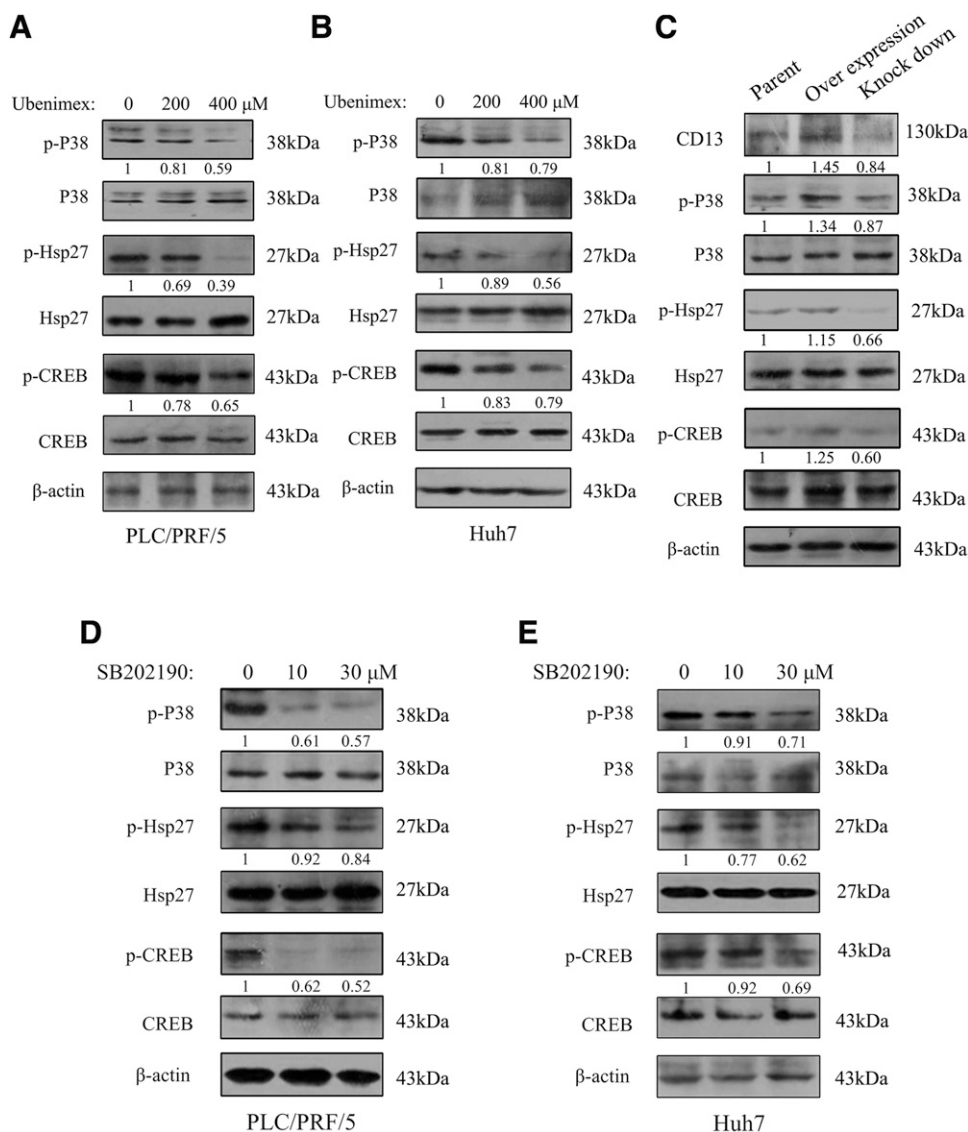 A
Ubenimex: 0 200 400 μM
p-P38 38kDa
1 0.81 0.59
P38 38kDa
p-Hsp27 27kDa
1 0.69 0.39
Hsp27 27kDa
p-CREB 43kDa
1 0.78 0.65
CREB 43kDa
β-actin 43kDa
PLC/PRF/5
B
Ubenimex: 0 200 400 μM
p-P38 38kDa
1 0.81 0.79
P38 38kDa
p-Hsp27 27kDa
1 0.89 0.56
Hsp27 27kDa
p-CREB 43kDa
1 0.83 0.79
CREB 43kDa
β-actin 43kDa
Huh7
C
Parent Over expression Knock down
CD13 130kDa
1 1.45 0.84
p-P38 38kDa
1 1.34 0.87
P38 38kDa
p-Hsp27 27kDa
1 1.15 0.66
Hsp27 27kDa
p-CREB 43kDa
1 1.25 0.60
CREB 43kDa
β-actin 43kDa
D
SB202190: 0 10 30 μM
p-P38 38kDa
1 0.61 0.57
P38 38kDa
p-Hsp27 27kDa
1 0.92 0.84
Hsp27 27kDa
p-CREB 43kDa
1 0.62 0.52
CREB 43kDa
β-actin 43kDa
PLC/PRF/5
E
SB202190: 0 10 30 μM
p-P38 38kDa
1 0.91 0.71
P38 38kDa
p-Hsp27 27kDa
1 0.77 0.62
Hsp27 27kDa
p-CREB 43kDa
1 0.92 0.69
CREB 43kDa
β-actin 43kDa
Huh7